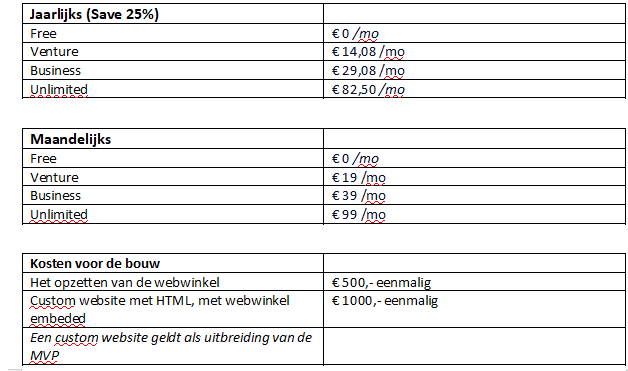 Jaarlijks (Save 25%)
Free € 0 /mo
Venture € 14,08 /mo
Business € 29,08 /mo
Unlimited € 82,50 /mo
Maandelijks
Free € 0 /mo
Venture € 19 /mo
Business € 39 /mo
Unlimited € 99 /mo
Kosten voor de bouw
Het opzetten van de webwinkel € 500,- eenmalig
Custom website met HTML, met webwinkel € 1000,- eenmalig
embeded
Een custom website geldt als uitbreiding van de
MVP